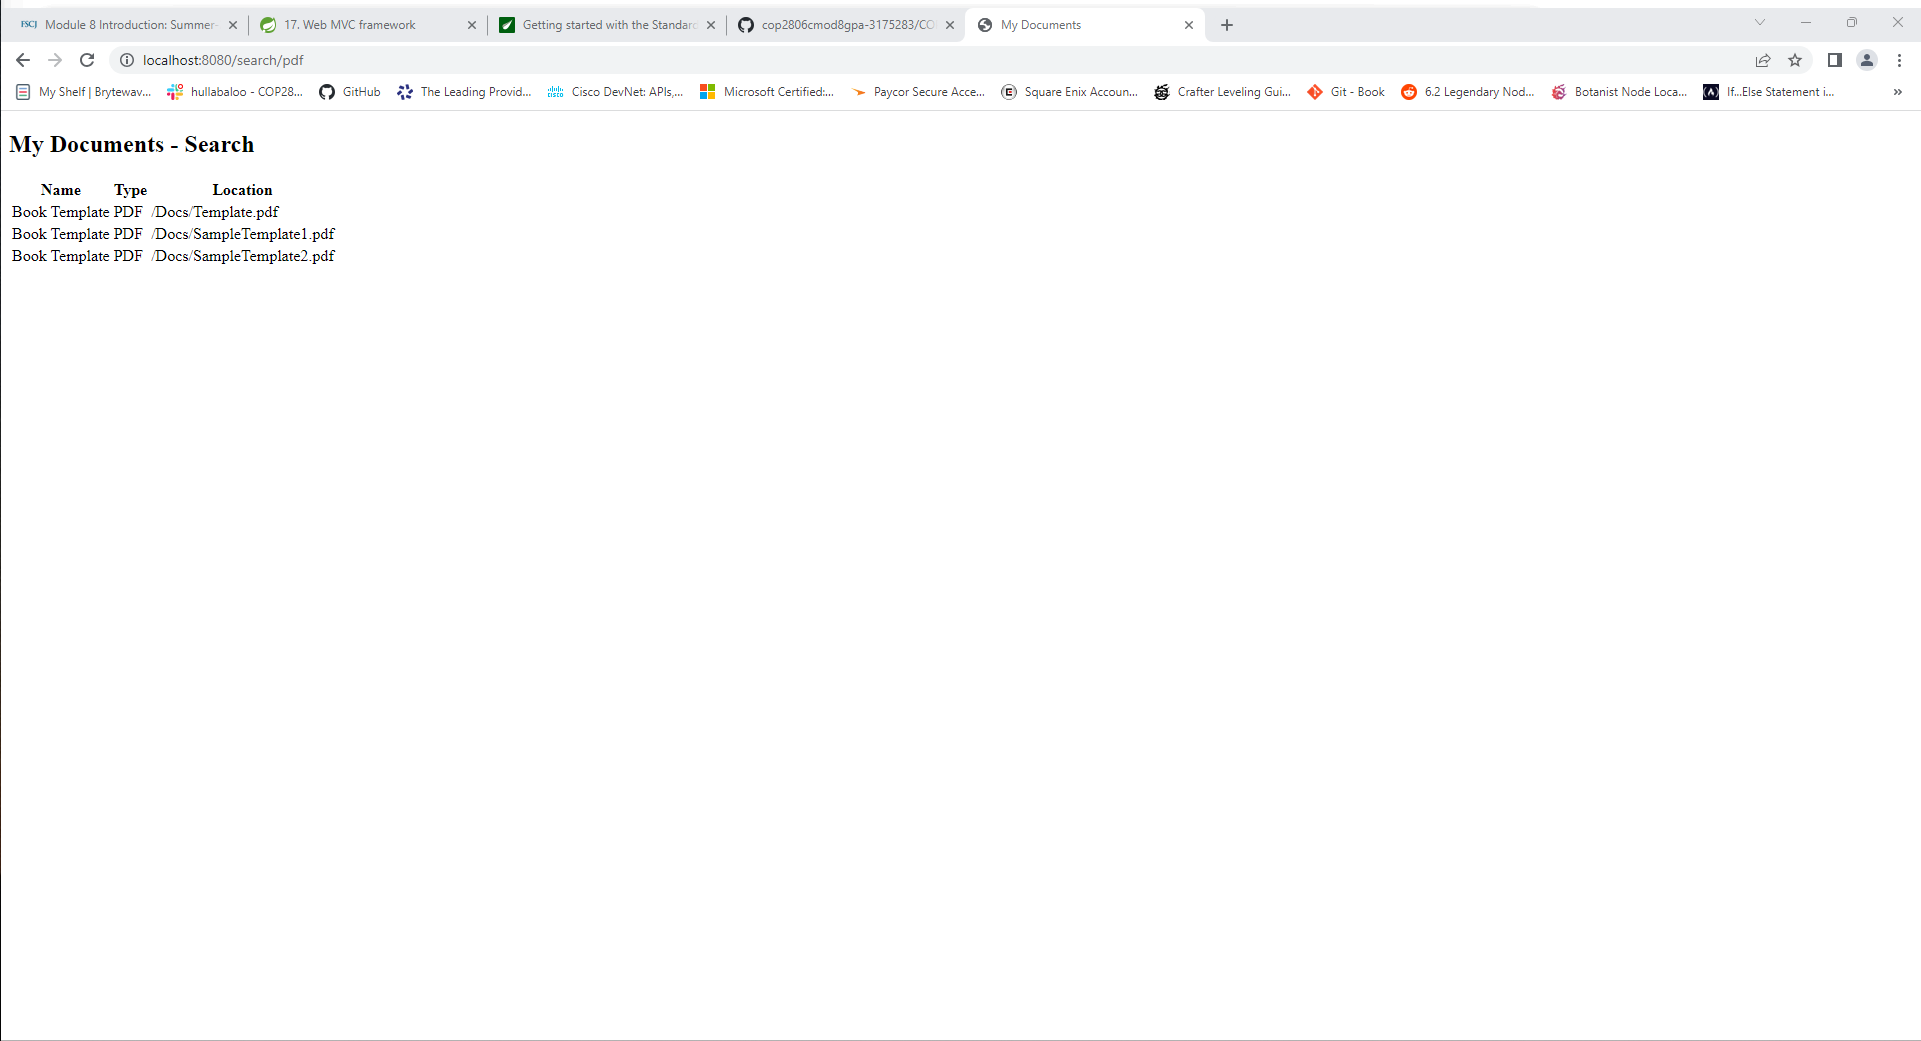 FSCJ Module 8 Introduction: Summer-
17. Web MVC framework
Getting started with the Standard
cop2806cmod8gpa-3175283/CO
My Documents
localhost:8080/search/pdf
My Shelf | Brytewav...
hullabaloo - COP28...
GitHub
The Leading Provid...
Cisco DevNet: APIs,...
Microsoft Certified:...
Paycor Secure Acce...
Square Enix Accoun...
Crafter Leveling Gui...
Git - Book
6.2 Legendary Nod...
Botanist Node Loca...
If...Else Statement i...
My Documents - Search
Name Type Location
Book Template PDF /Docs/Template.pdf
Book Template PDF /Docs/SampleTemplate1.pdf
Book Template PDF /Docs/SampleTemplate2.pdf